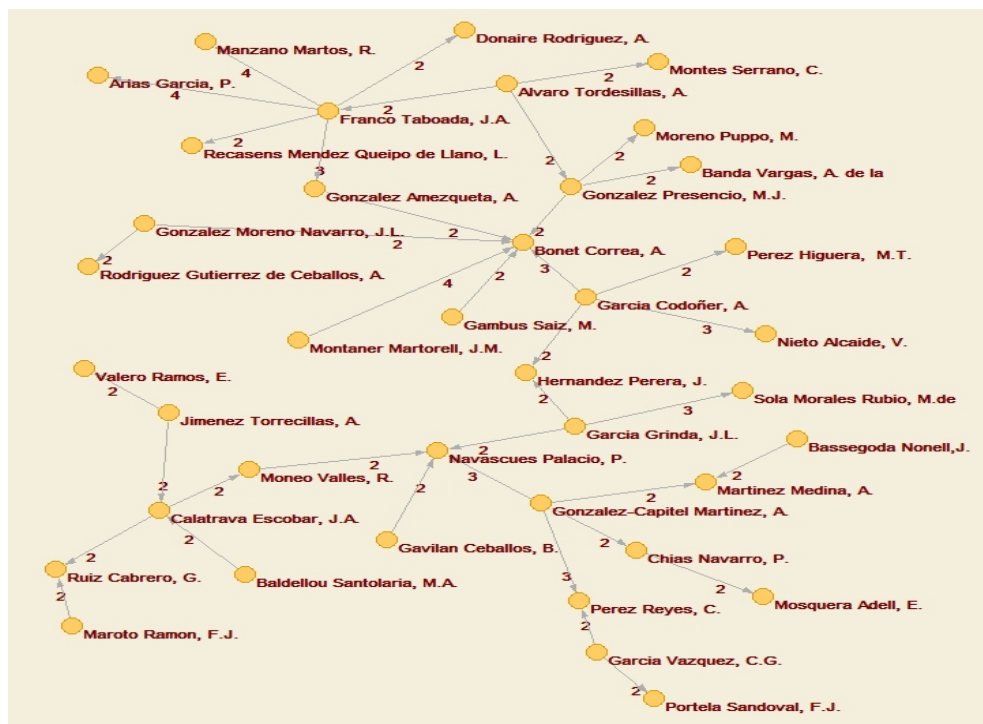 Donaire Rodriguez, A.
Manzano Martos, R.
2
4
Montes Serrano, C.
2
Arias Garcia, P.
4
Alvaro Tordesillas, A.
2
Franco Taboada, J.A.
Moreno Puppo, M.
2
Recasens Mendez Queipo de Llano, L.
2
2
3
Banda Vargas, A. de la
2
Gonzalez Amezqueta, A.
Gonzalez Presencio, M.J.
Gonzalez Moreno Navarro, J.L.
2
2
2
Bonet Correa, A.
Perez Higuera, M.T.
2
3
2
2
Rodriguez Gutierrez de Ceballos, A.
4
Garcia Codoñer, A.
Gambus Saiz, M.
3
Nieto Alcaide, V.
Montaner Martorell, J.M.
2
Valero Ramos, E.
2
Hernandez Perera, J.
2
Sola Morales Rubio, M.de
3
Jimenez Torrecillas, A.
Garcia Grinda, J.L.
2
Bassegoda Nonell,J.
Navascues Palacio, P.
2
3
2
Moneo Valles, R.
2
2
2
Martinez Medina, A.
2
Calatrava Escobar, J.A.
Gonzalez-Capitel Martinez, A.
2
2
Gavilan Ceballos, B.
2
Chias Navarro, P.
2
Ruiz Cabrero, G.
Baldellou Santolaria, M.A.
3
2
2
Perez Reyes, C.
Mosquera Adell, E.
Maroto Ramon, F.J.
2
Garcia Vazquez, C.G.
2
Portela Sandoval, F.J.